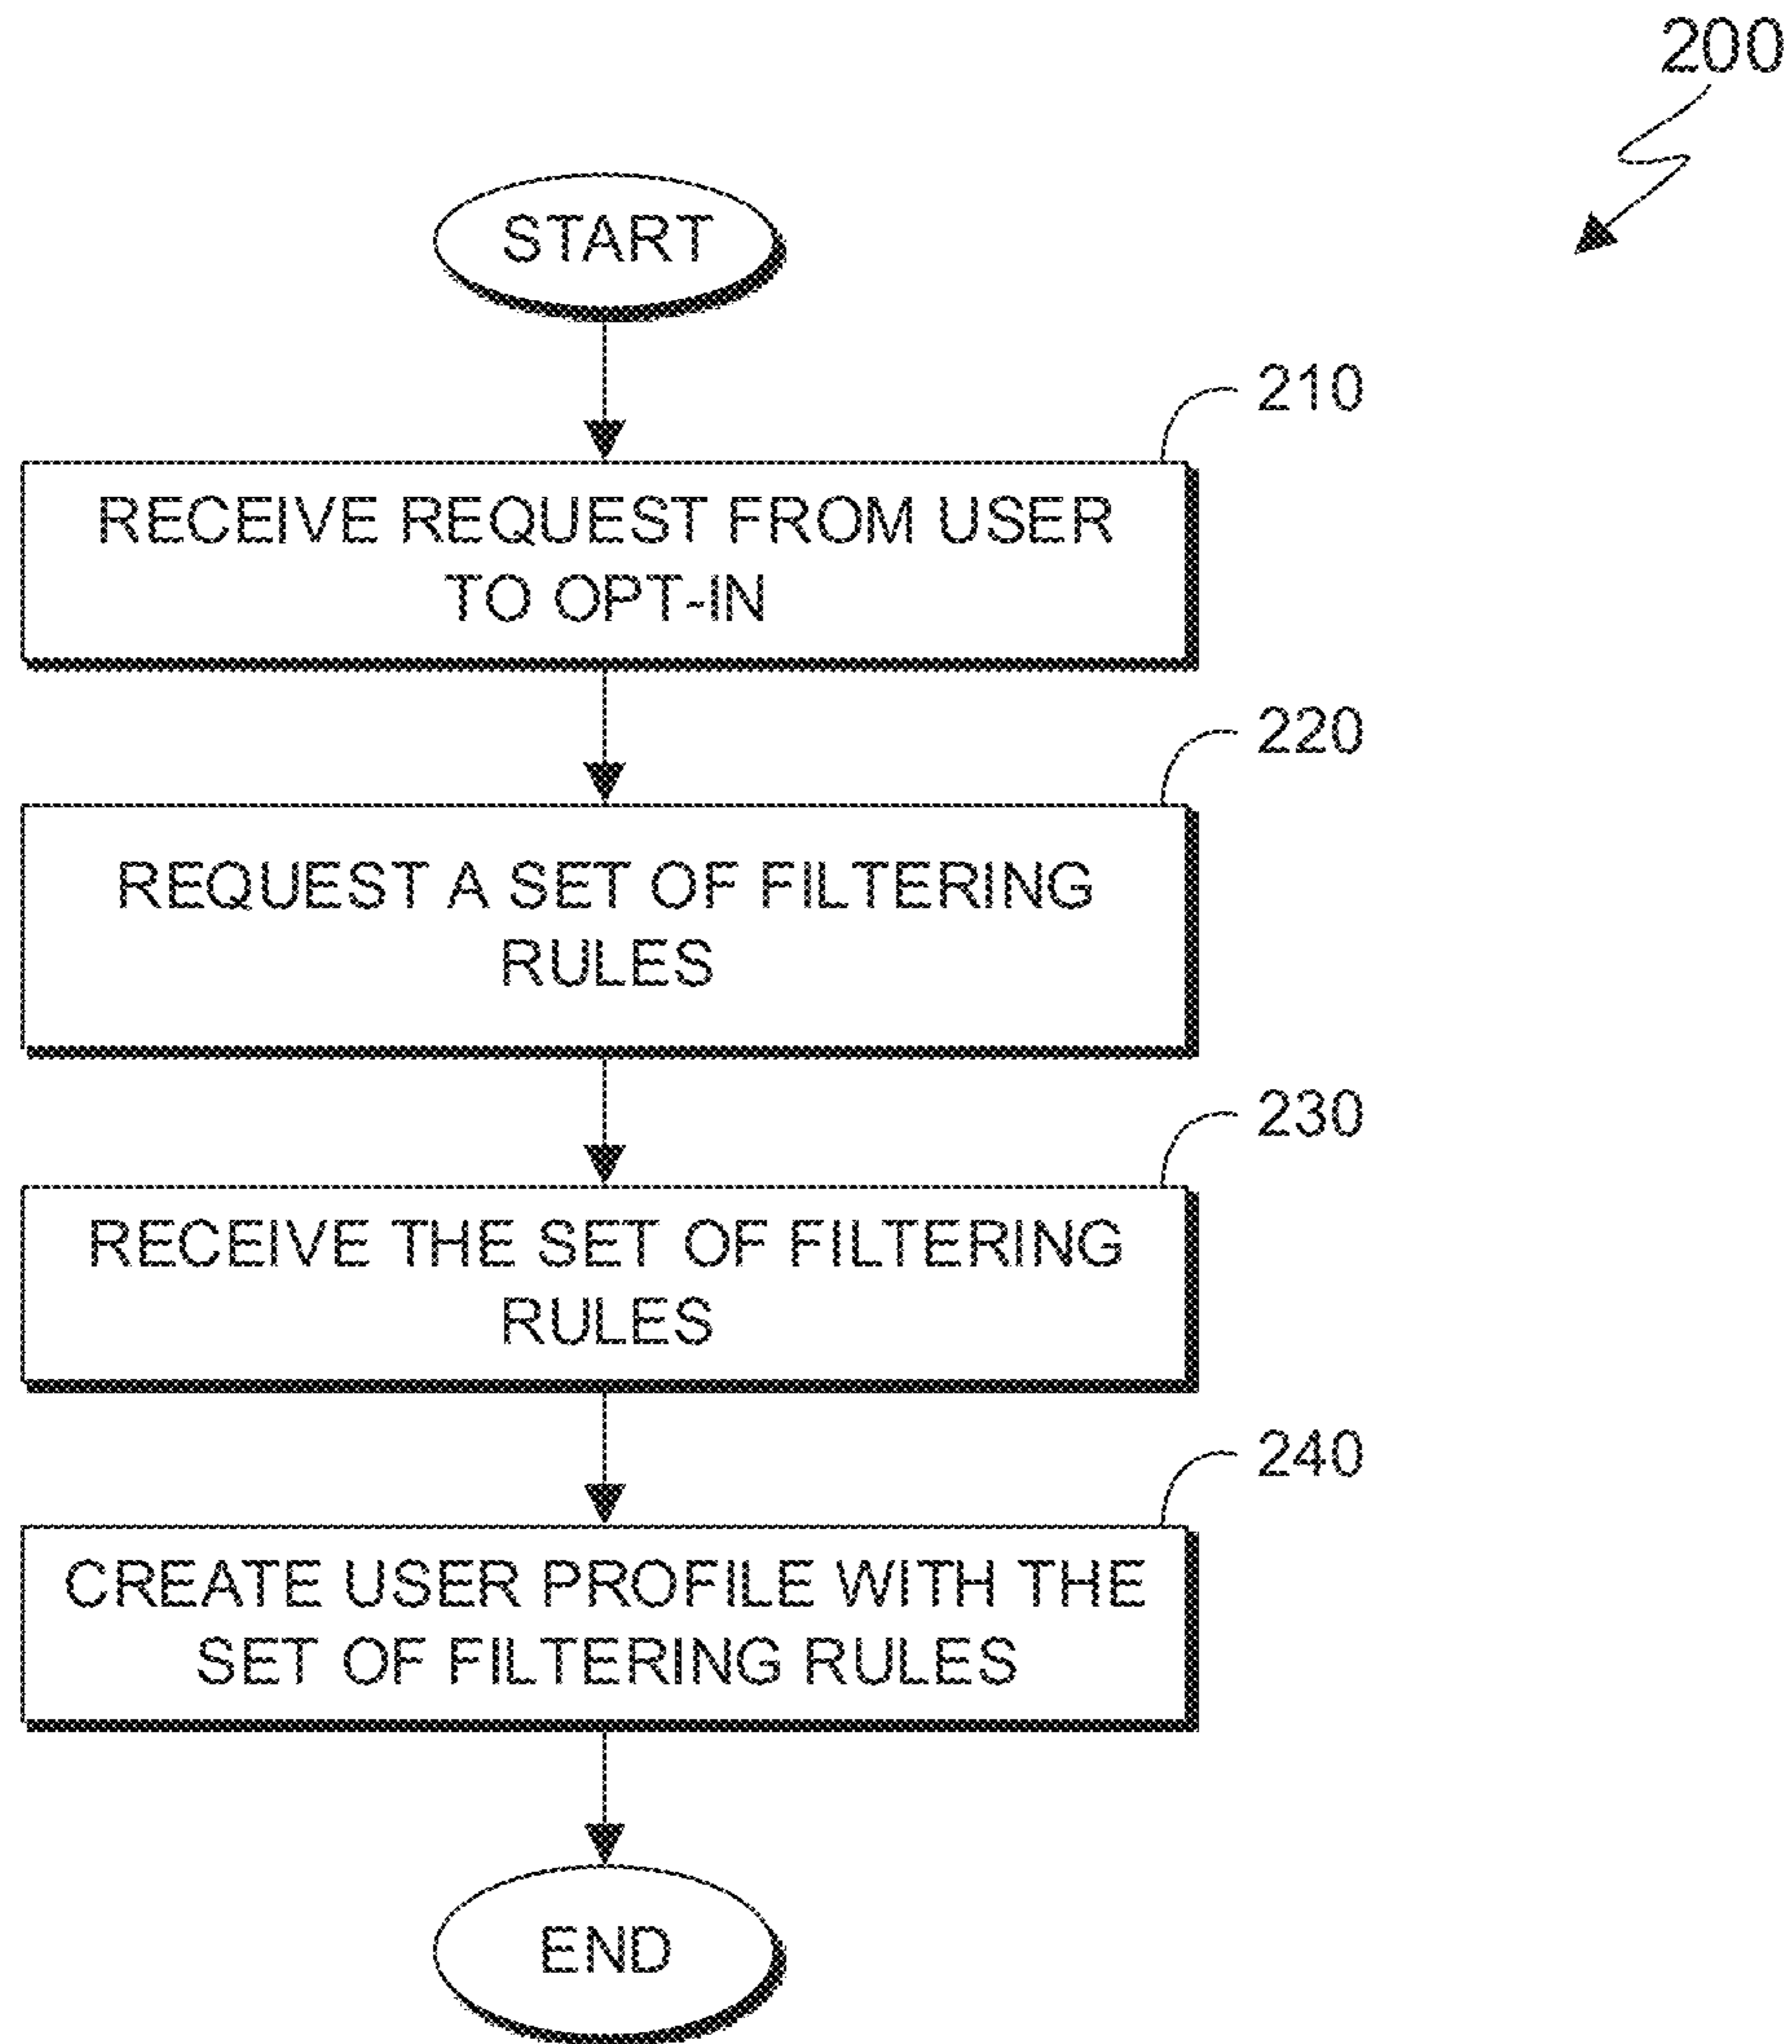 200
START
210
RECEIVE REQUEST FROM USER
TO OPT-IN
220
REQUEST A SET OF FILTERING
RULES
230
RECEIVE THE SET OF FILTERING
RULES
240
CREATE USER PROFILE WITH THE
SET OF FILTERING RULES
END